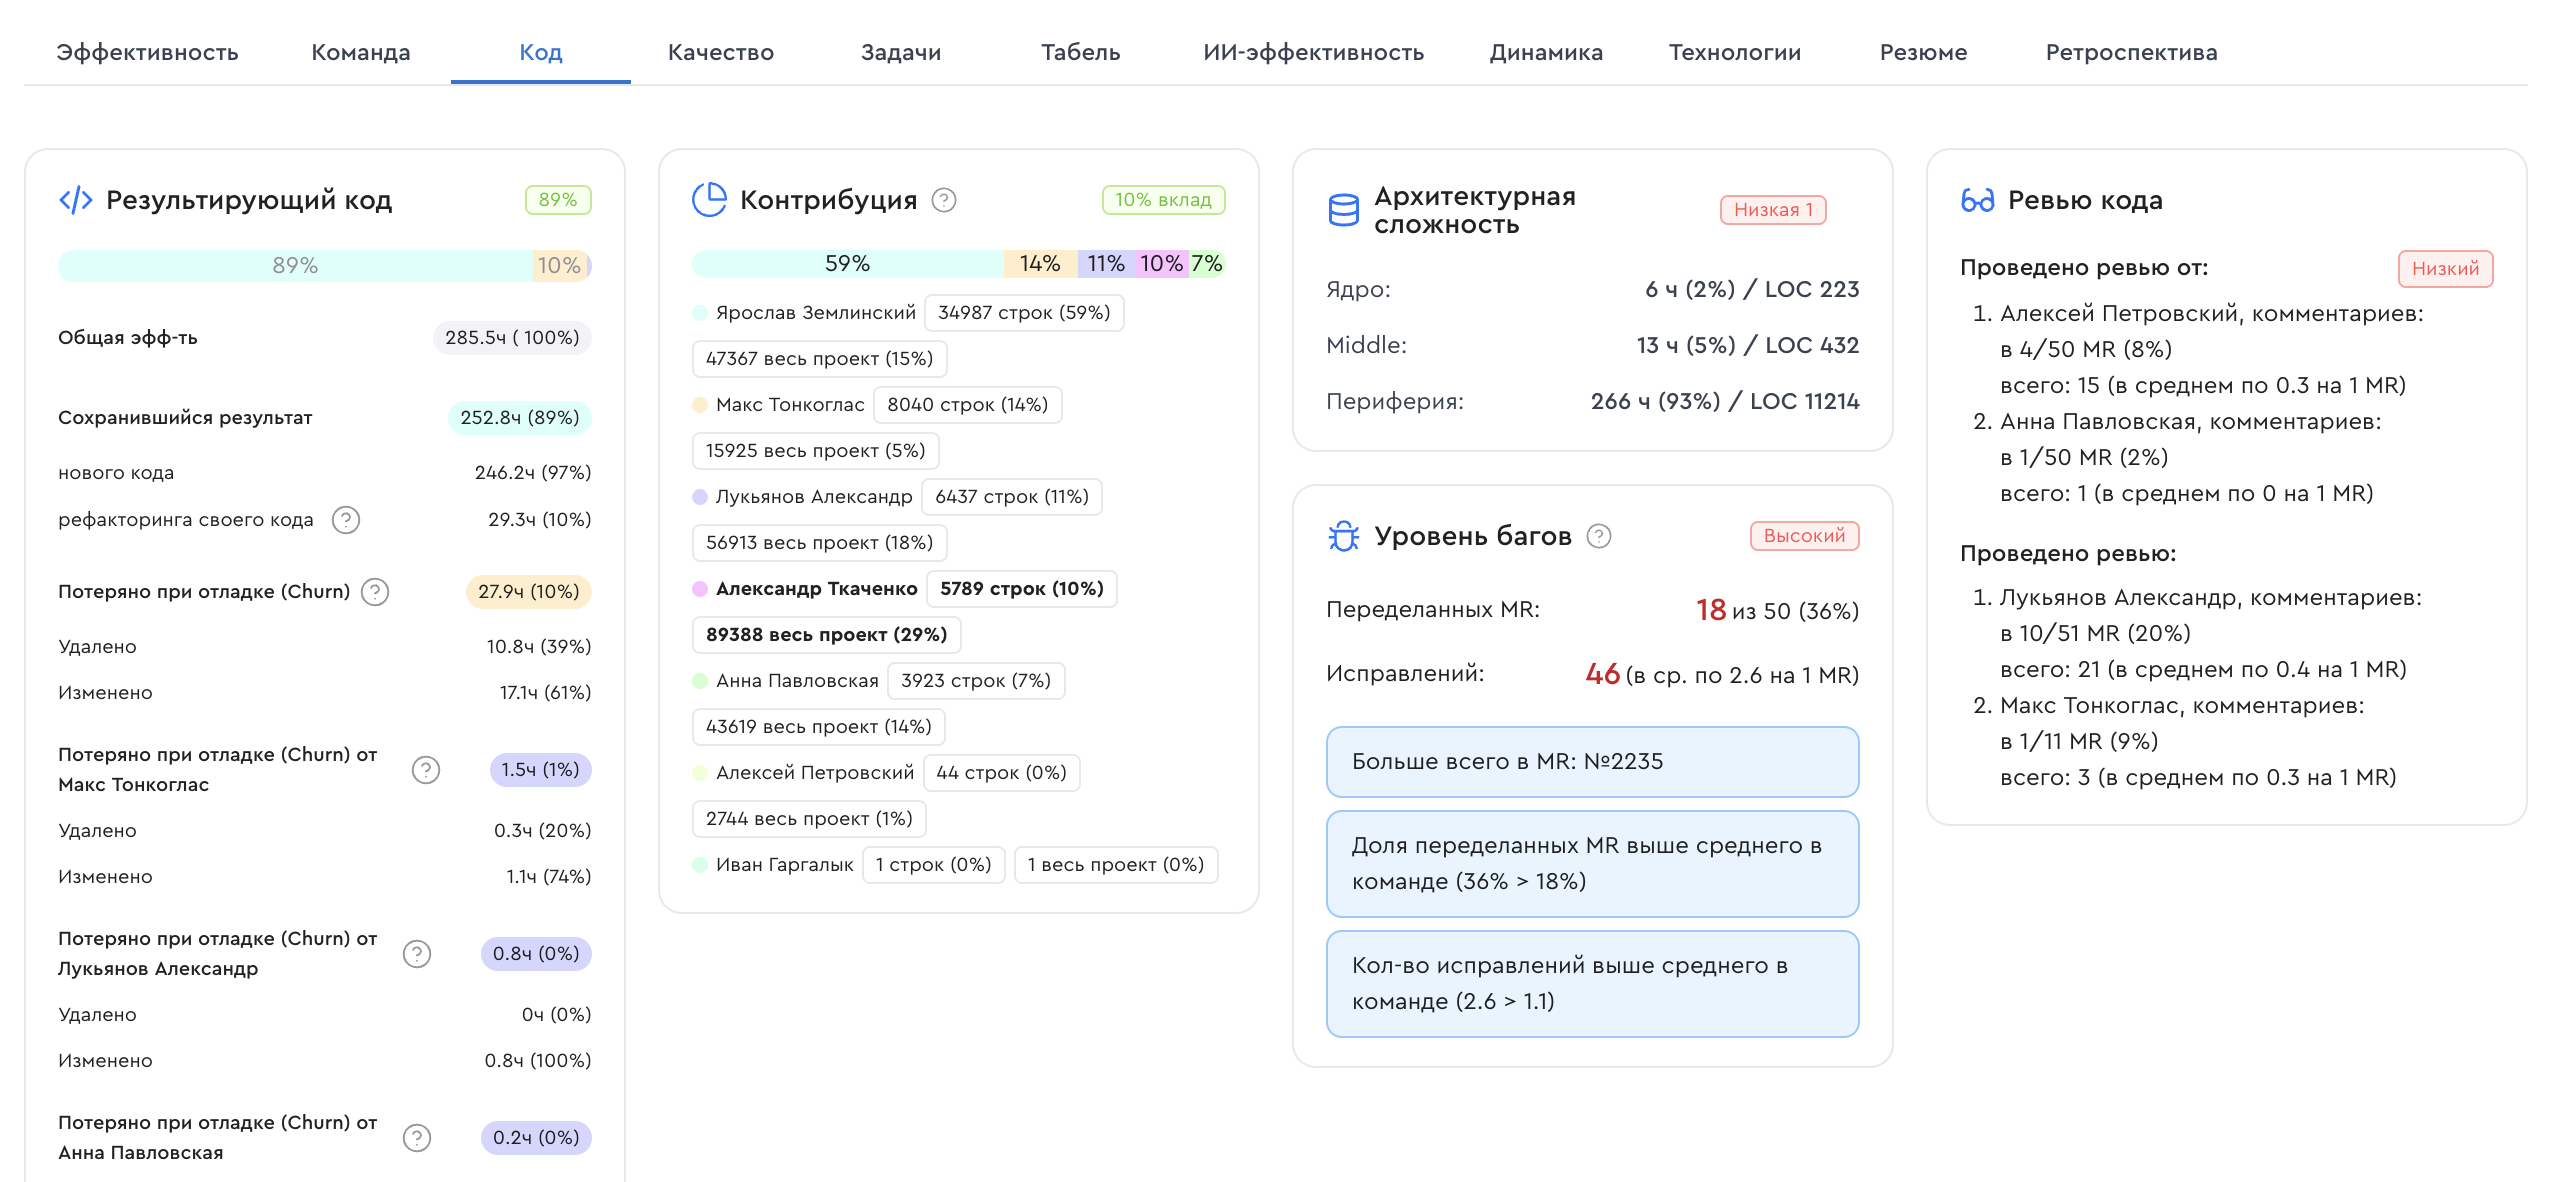 Эффективность
Команда
Код
Качество
Задачи
Табель
ИИ-эффективность
Динамика
Технологии
Резюме
Ретроспектива
Результирующий код 89%
89% 10%
Общая эфф-ть 285.5ч ( 100%)
Сохранившийся результат 252.8ч (89%)
нового кода 246.2ч (97%)
рефакторинга своего кода ? 29.3ч (10%)
Потеряно при отладке (Churn) ? 27.9ч (10%)
Удалено 10.8ч (39%)
Изменено 17.1ч (61%)
Потеряно при отладке (Churn) от
Макс Тонкоглас ? 1.5ч (1%)
Удалено 0.3ч (20%)
Изменено 1.1ч (74%)
Потеряно при отладке (Churn) от
Лукьянов Александр ? 0.8ч (0%)
Удалено 0ч (0%)
Изменено 0.8ч (100%)
Потеряно при отладке (Churn) от
Анна Павловская ? 0.2ч (0%)
Контрибуция ? 10% вклад
59% 14% 11% 10% 7%
Ярослав Землинский 34987 строк (59%)
47367 весь проект (15%)
Макс Тонкоглас 8040 строк (14%)
15925 весь проект (5%)
Лукьянов Александр 6437 строк (11%)
56913 весь проект (18%)
Александр Ткаченко 5789 строк (10%)
89388 весь проект (29%)
Анна Павловская 3923 строк (7%)
43619 весь проект (14%)
Алексей Петровский 44 строк (0%)
2744 весь проект (1%)
Иван Гаргалык 1 строк (0%) 1 весь проект (0%)
Архитектурная
сложность Низкая 1
Ядро: 6 ч (2%) / LOC 223
Middle: 13 ч (5%) / LOC 432
Периферия: 266 ч (93%) / LOC 11214
Уровень багов ? Высокий
Переделанных MR: 18 из 50 (36%)
Исправлений: 46 (в ср. по 2.6 на 1 MR)
Больше всего в MR: №2235
Доля переделанных MR выше среднего в
команде (36% > 18%)
Кол-во исправлений выше среднего в
команде (2.6 > 1.1)
Ревью кода
Проведено ревью от: Низкий
1. Алексей Петровский, комментариев:
в 4/50 MR (8%)
всего: 15 (в среднем по 0.3 на 1 MR)
2. Анна Павловская, комментариев:
в 1/50 MR (2%)
всего: 1 (в среднем по 0 на 1 MR)
Проведено ревью:
1. Лукьянов Александр, комментариев:
в 10/51 MR (20%)
всего: 21 (в среднем по 0.4 на 1 MR)
2. Макс Тонкоглас, комментариев:
в 1/11 MR (9%)
всего: 3 (в среднем по 0.3 на 1 MR)